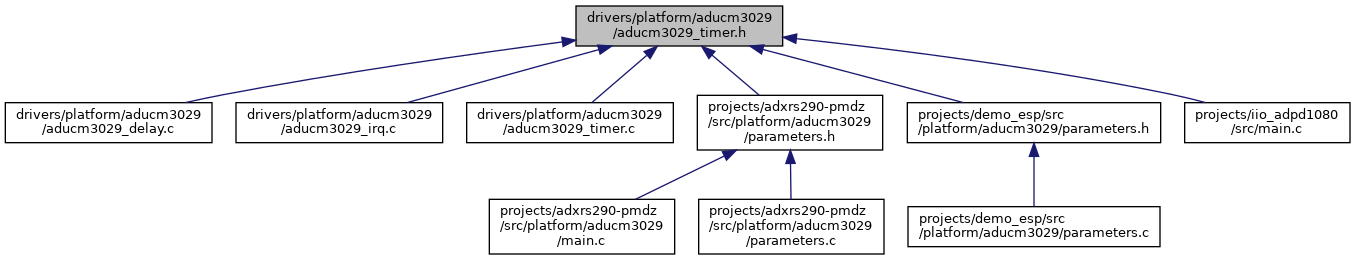 drivers/platform/aducm3029
/aducm3029_timer.h
drivers/platform/aducm3029
/aducm3029_delay.c
drivers/platform/aducm3029
/aducm3029_irq.c
drivers/platform/aducm3029
/aducm3029_timer.c
projects/adxrs290-pmdz
/src/platform/aducm3029
/parameters.h
projects/demo_esp/src
/platform/aducm3029/parameters.h
projects/iio_adpd1080
/src/main.c
projects/adxrs290-pmdz
/src/platform/aducm3029
/main.c
projects/adxrs290-pmdz
/src/platform/aducm3029
/parameters.c
projects/demo_esp/src
/platform/aducm3029/parameters.c